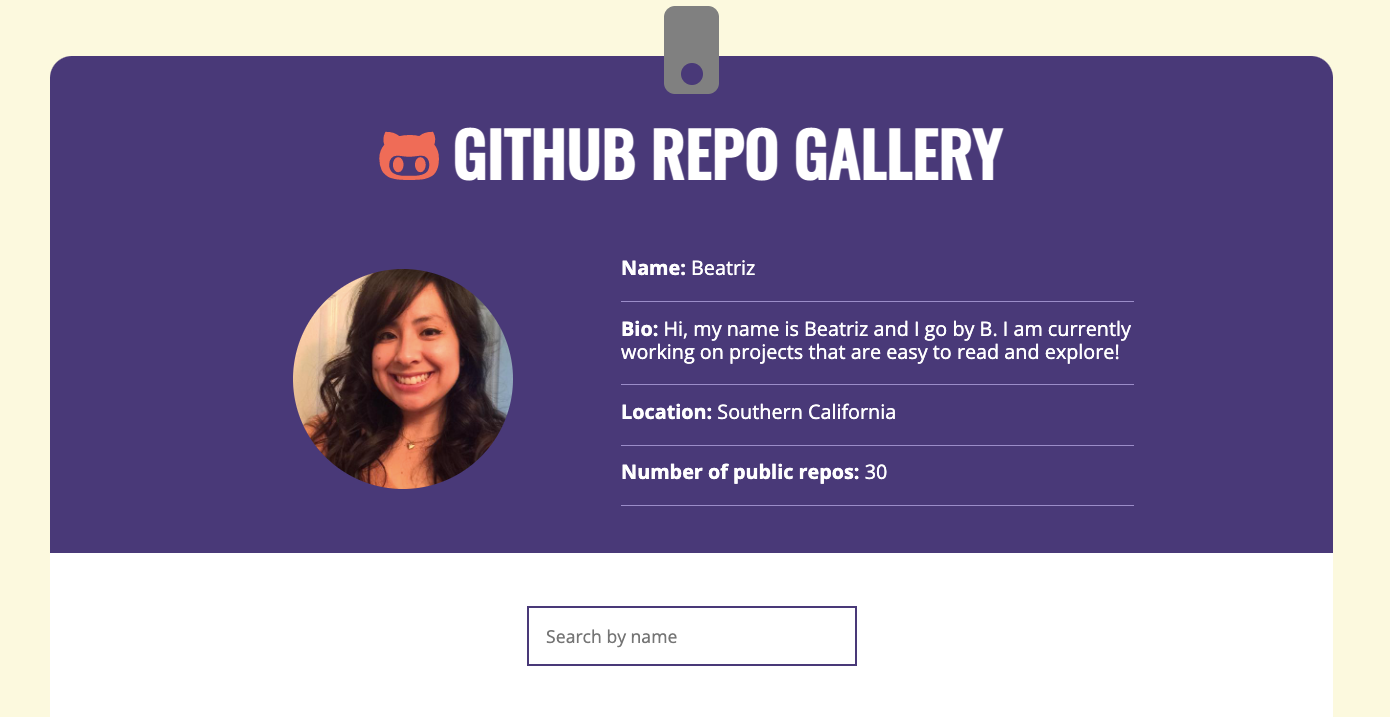 GITHUB REPO GALLERY
Name: Beatriz
Bio: Hi, my name is Beatriz and I go by B. I am currently
working on projects that are easy to read and explore!
Location: Southern California
Number of public repos: 30
Search by name